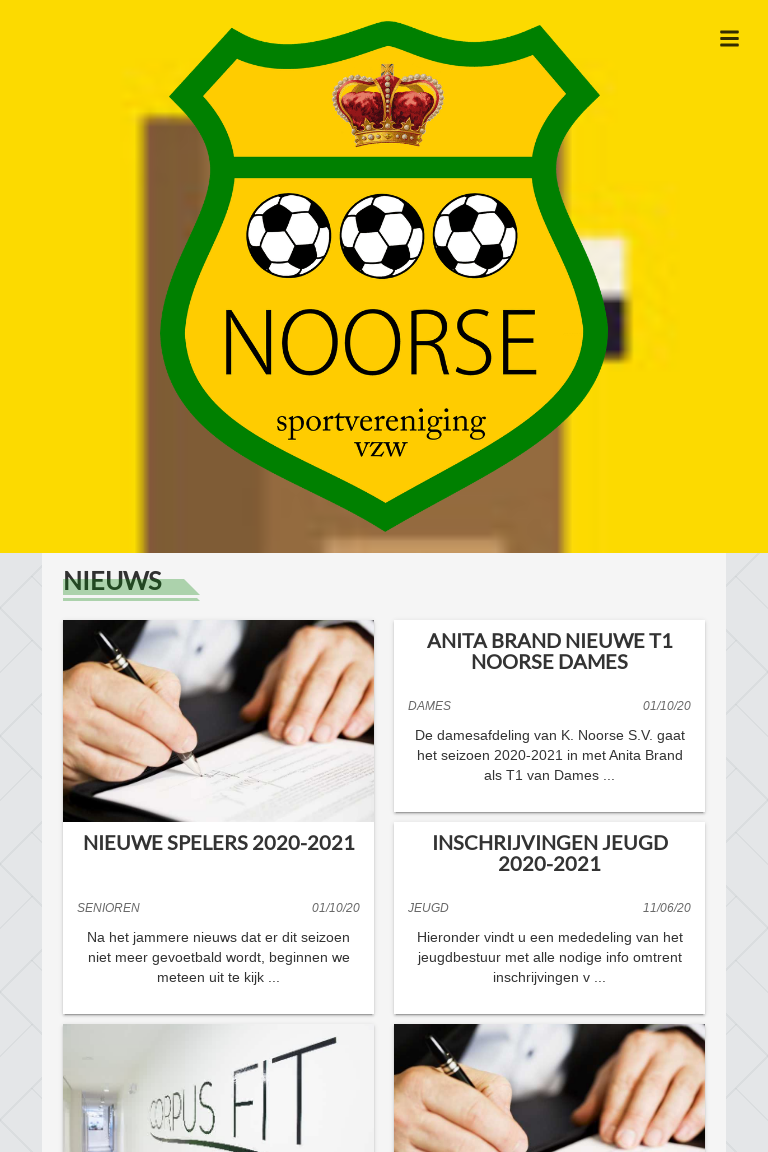 NOORSE
sportvereniging
vzw
NIEUWS
NIEUWE SPELERS 2020-2021
SENIOREN 01/10/20
Na het jammere nieuws dat er dit seizoen
niet meer gevoetbald wordt, beginnen we
meteen uit te kijk ...
ANITA BRAND NIEUWE T1
NOORSE DAMES
DAMES 01/10/20
De damesafdeling van K. Noorse S.V. gaat
het seizoen 2020-2021 in met Anita Brand
als T1 van Dames ...
INSCHRIJVINGEN JEUGD
2020-2021
JEUGD 11/06/20
Hieronder vindt u een mededeling van het
jeugdbestuur met alle nodige info omtrent
inschrijvingen v ...
CORPUS FIT